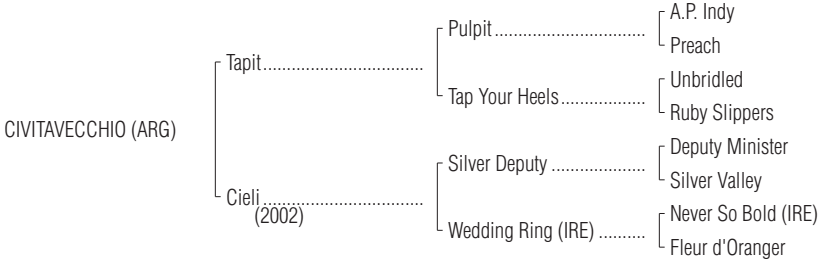 A.P. Indy
Pulpit..............................
Preach
Tapit................................
Unbridled
Tap Your Heels.................
Ruby Slippers
CIVITAVECCHIO (ARG)
Deputy Minister
Silver Deputy ...................
Silver Valley
Cieli................................
(2002)
Never So Bold (IRE)
Wedding Ring (IRE) ..........
Fleur d'Oranger